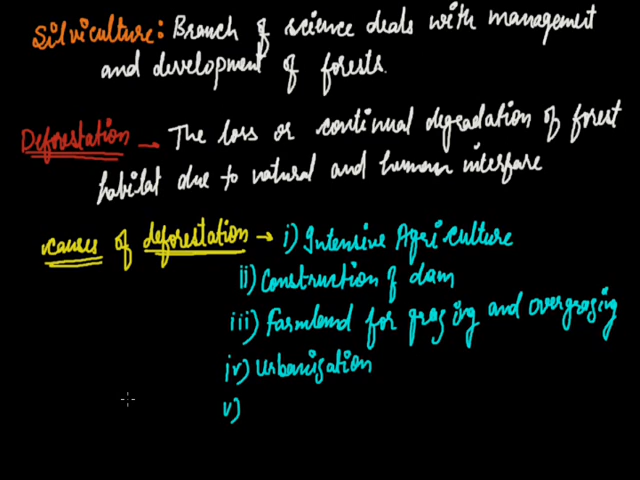 Silviculture: Branch of science deals with management
and development of forests.
Deforestation → The loss or continual degradation of forest
habitat due to natural and human interfare
causes of deforestation → i) Intensive Agriculture
ii) Construction of dam
iii) Farmland for grazing and overgrazing
iv) Urbanisation
v)